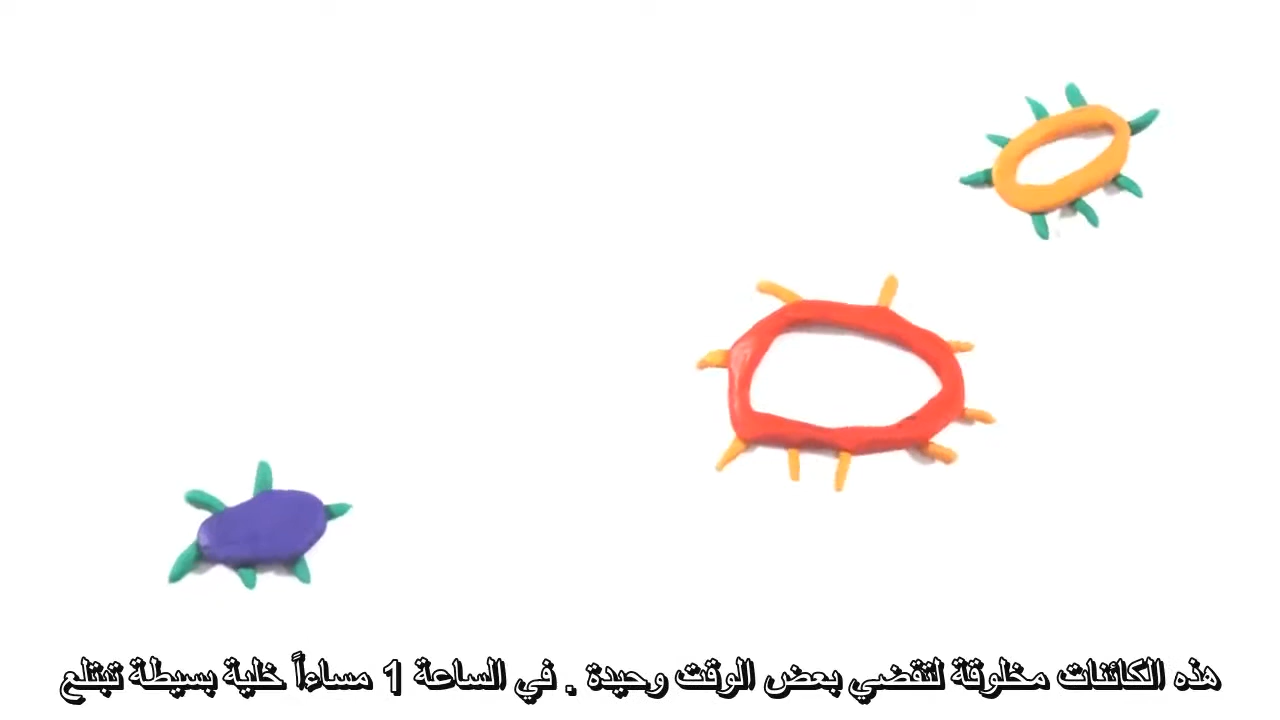 هذه الكائنات مخلوقة لتقضي بعض الوقت وحيدة . في الساعة 1 مساءاً خلية بسيطة تبتلع